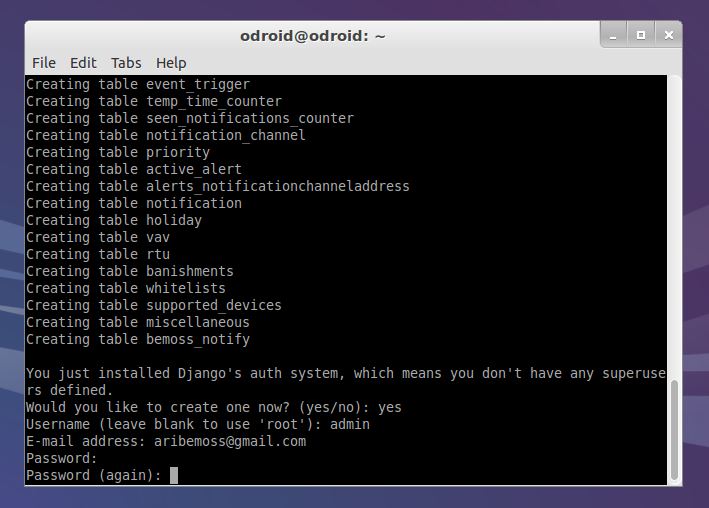 odroid@odroid: ~
File Edit Tabs Help
Creating table event_trigger
Creating table temp_time_counter
Creating table seen_notifications_counter
Creating table notification_channel
Creating table priority
Creating table active_alert
Creating table alerts_notificationchanneladdress
Creating table notification
Creating table holiday
Creating table vav
Creating table rtu
Creating table banishments
Creating table whitelists
Creating table supported_devices
Creating table miscellaneous
Creating table bemoss_notify
You just installed Django's auth system, which means you don't have any superuse
rs defined.
Would you like to create one now? (yes/no): yes
Username (leave blank to use 'root'): admin
E-mail address: aribemoss@gmail.com
Password:
Password (again):